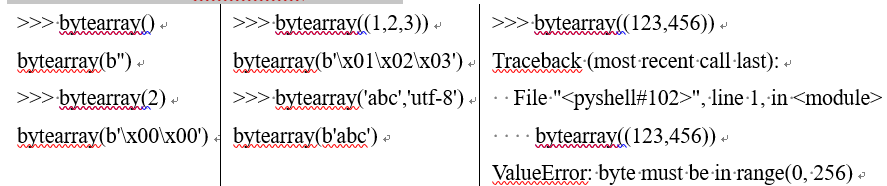 >>> bytearray()
bytearray(b'')
>>> bytearray(2)
bytearray(b'\x00\x00')
>>> bytearray((1,2,3))
bytearray(b'\x01\x02\x03')
>>> bytearray('abc','utf-8')
bytearray(b'abc')
>>> bytearray((123,456))
Traceback (most recent call last):
  File "<pyshell#102>", line 1, in <module>
    bytearray((123,456))
ValueError: byte must be in range(0, 256)